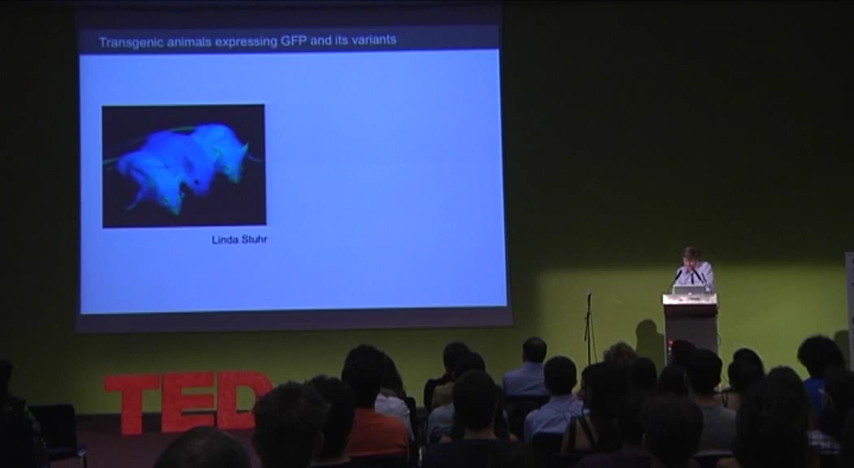 Transgenic animals expressing GFP and its variants
Linda Stuhr
TED